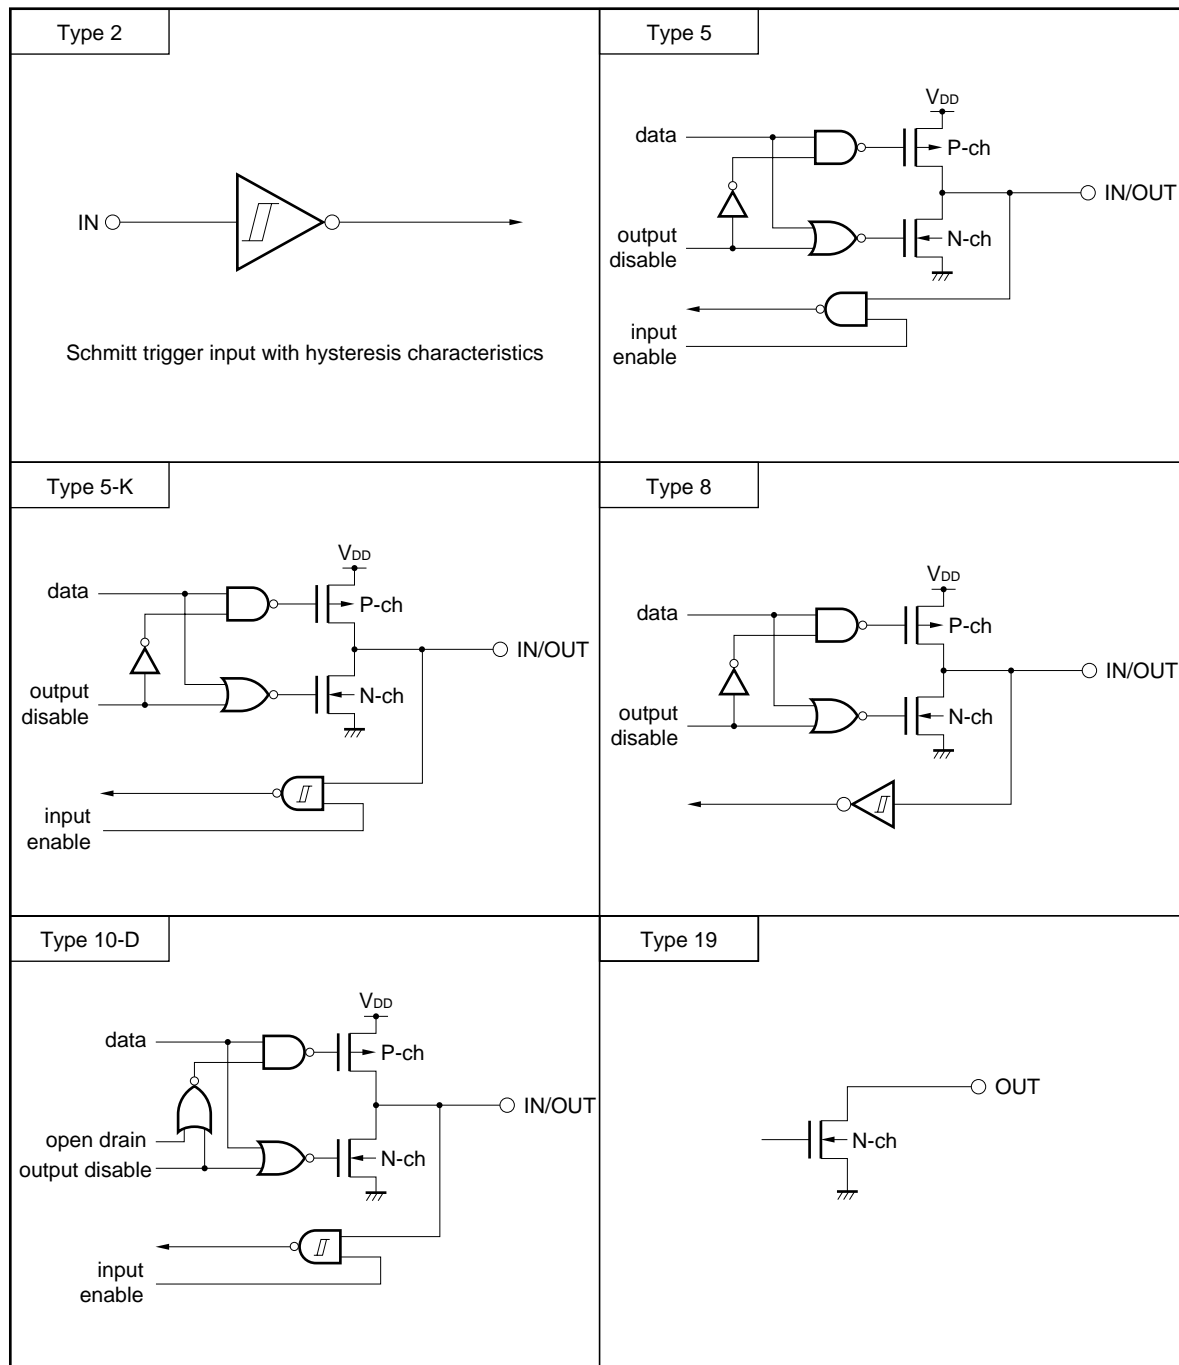 Type 2
IN
Schmitt trigger input with hysteresis characteristics
Type 5
VDD
data
P-ch
IN/OUT
output
disable
N-ch
input
enable
Type 5-K
VDD
data
P-ch
IN/OUT
output
disable
N-ch
input
enable
Type 8
VDD
data
P-ch
IN/OUT
output
disable
N-ch
Type 10-D
VDD
data
P-ch
IN/OUT
open drain
output disable
N-ch
input
enable
Type 19
OUT
N-ch